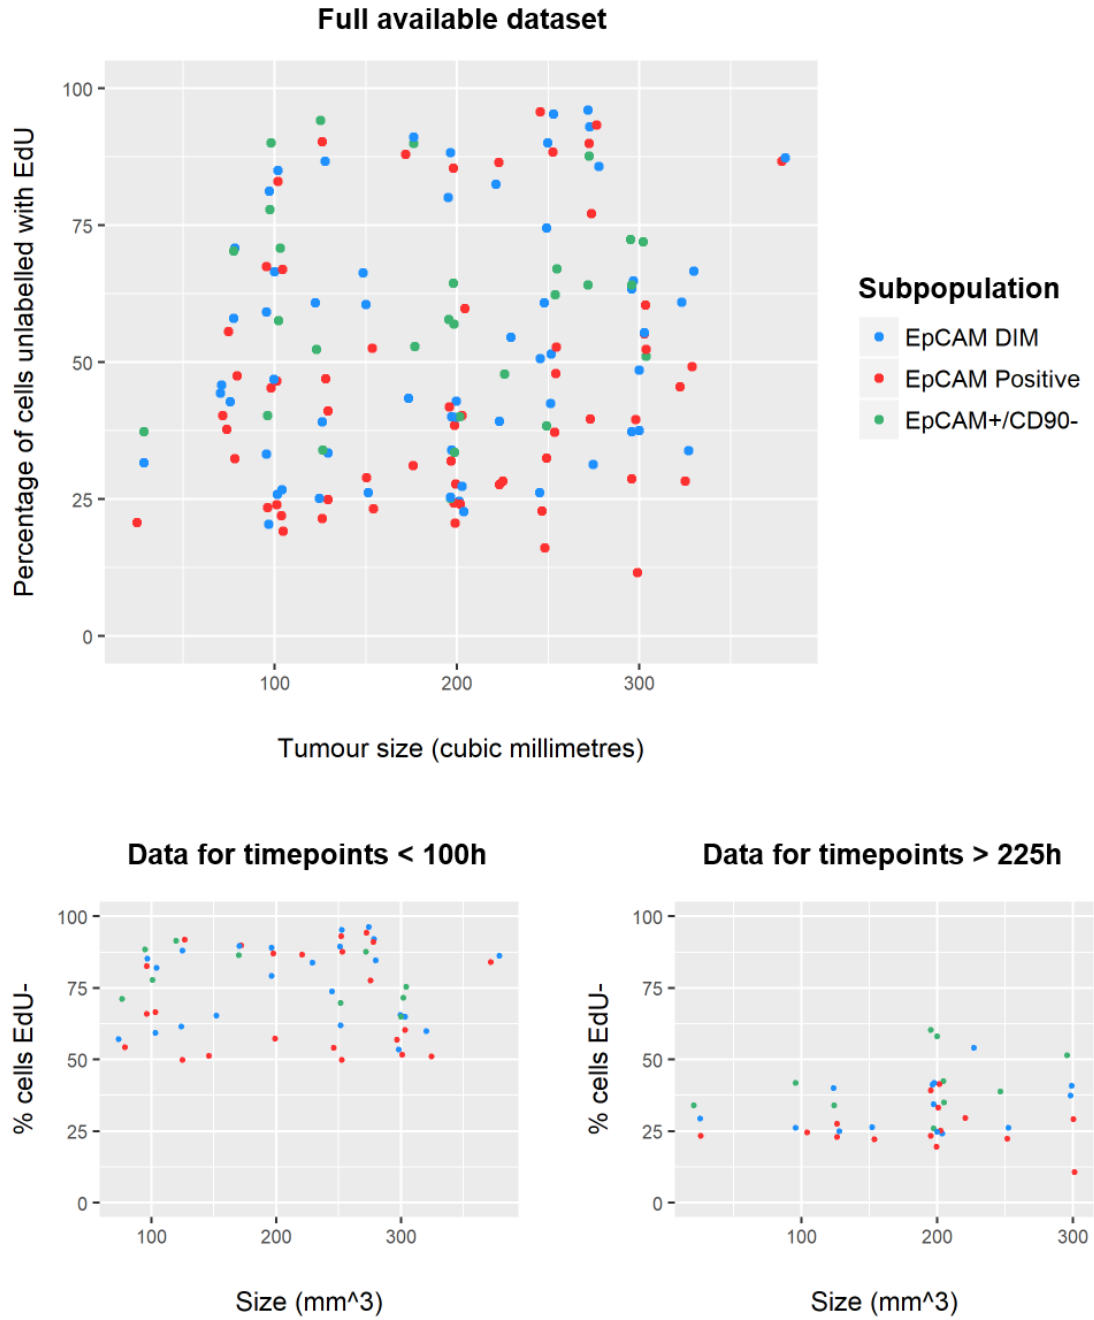 Full available dataset
Percentage of cells unlabelled with EdU
100
75
50
25
0
100
200
300
Tumour size (cubic millimetres)
Subpopulation
EpCAM DIM
EpCAM Positive
EpCAM+/CD90-
Data for timepoints < 100h
% cells EdU-
100
75
50
25
0
100
200
300
Size (mm^3)
Data for timepoints > 225h
% cells EdU-
100
75
50
25
0
100
200
300
Size (mm^3)